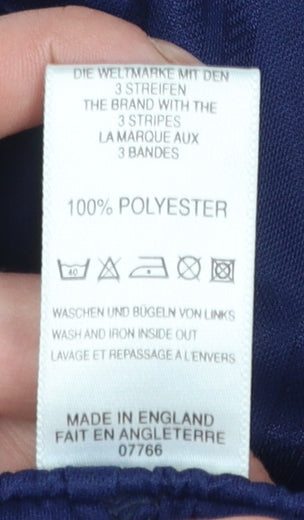 DIE WELTMARKE MIT DEN
3 STREIFEN
THE BRAND WITH THE
3 STRIPES
LA MARQUE AUX
3 BANDES
100% POLYESTER
40
WASCHEN UND BÜGELN VON LINKS
WASH AND IRON INSIDE OUT
LAVAGE ET REPASSAGE A L'ENVERS
MADE IN ENGLAND
FAIT EN ANGLETERRE
07766